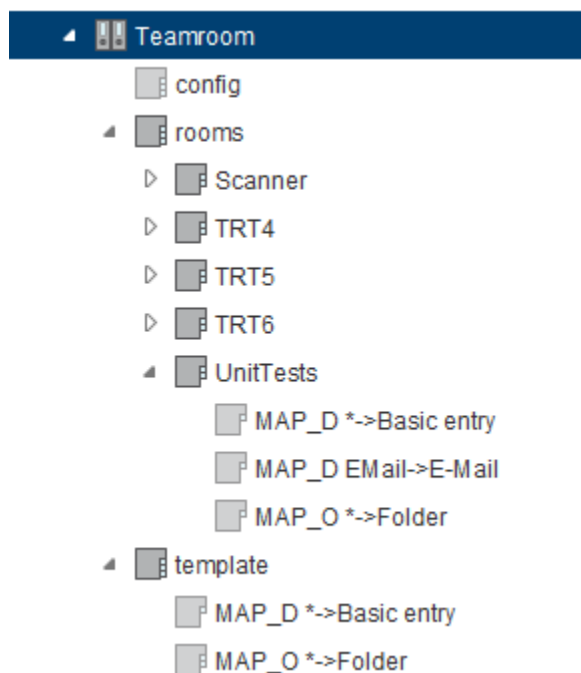 Teamroom
config
rooms
Scanner
TRT4
TRT5
TRT6
UnitTests
MAP_D *->Basic entry
MAP_D EMail->E-Mail
MAP_O *->Folder
template
MAP_D *->Basic entry
MAP_O *->Folder